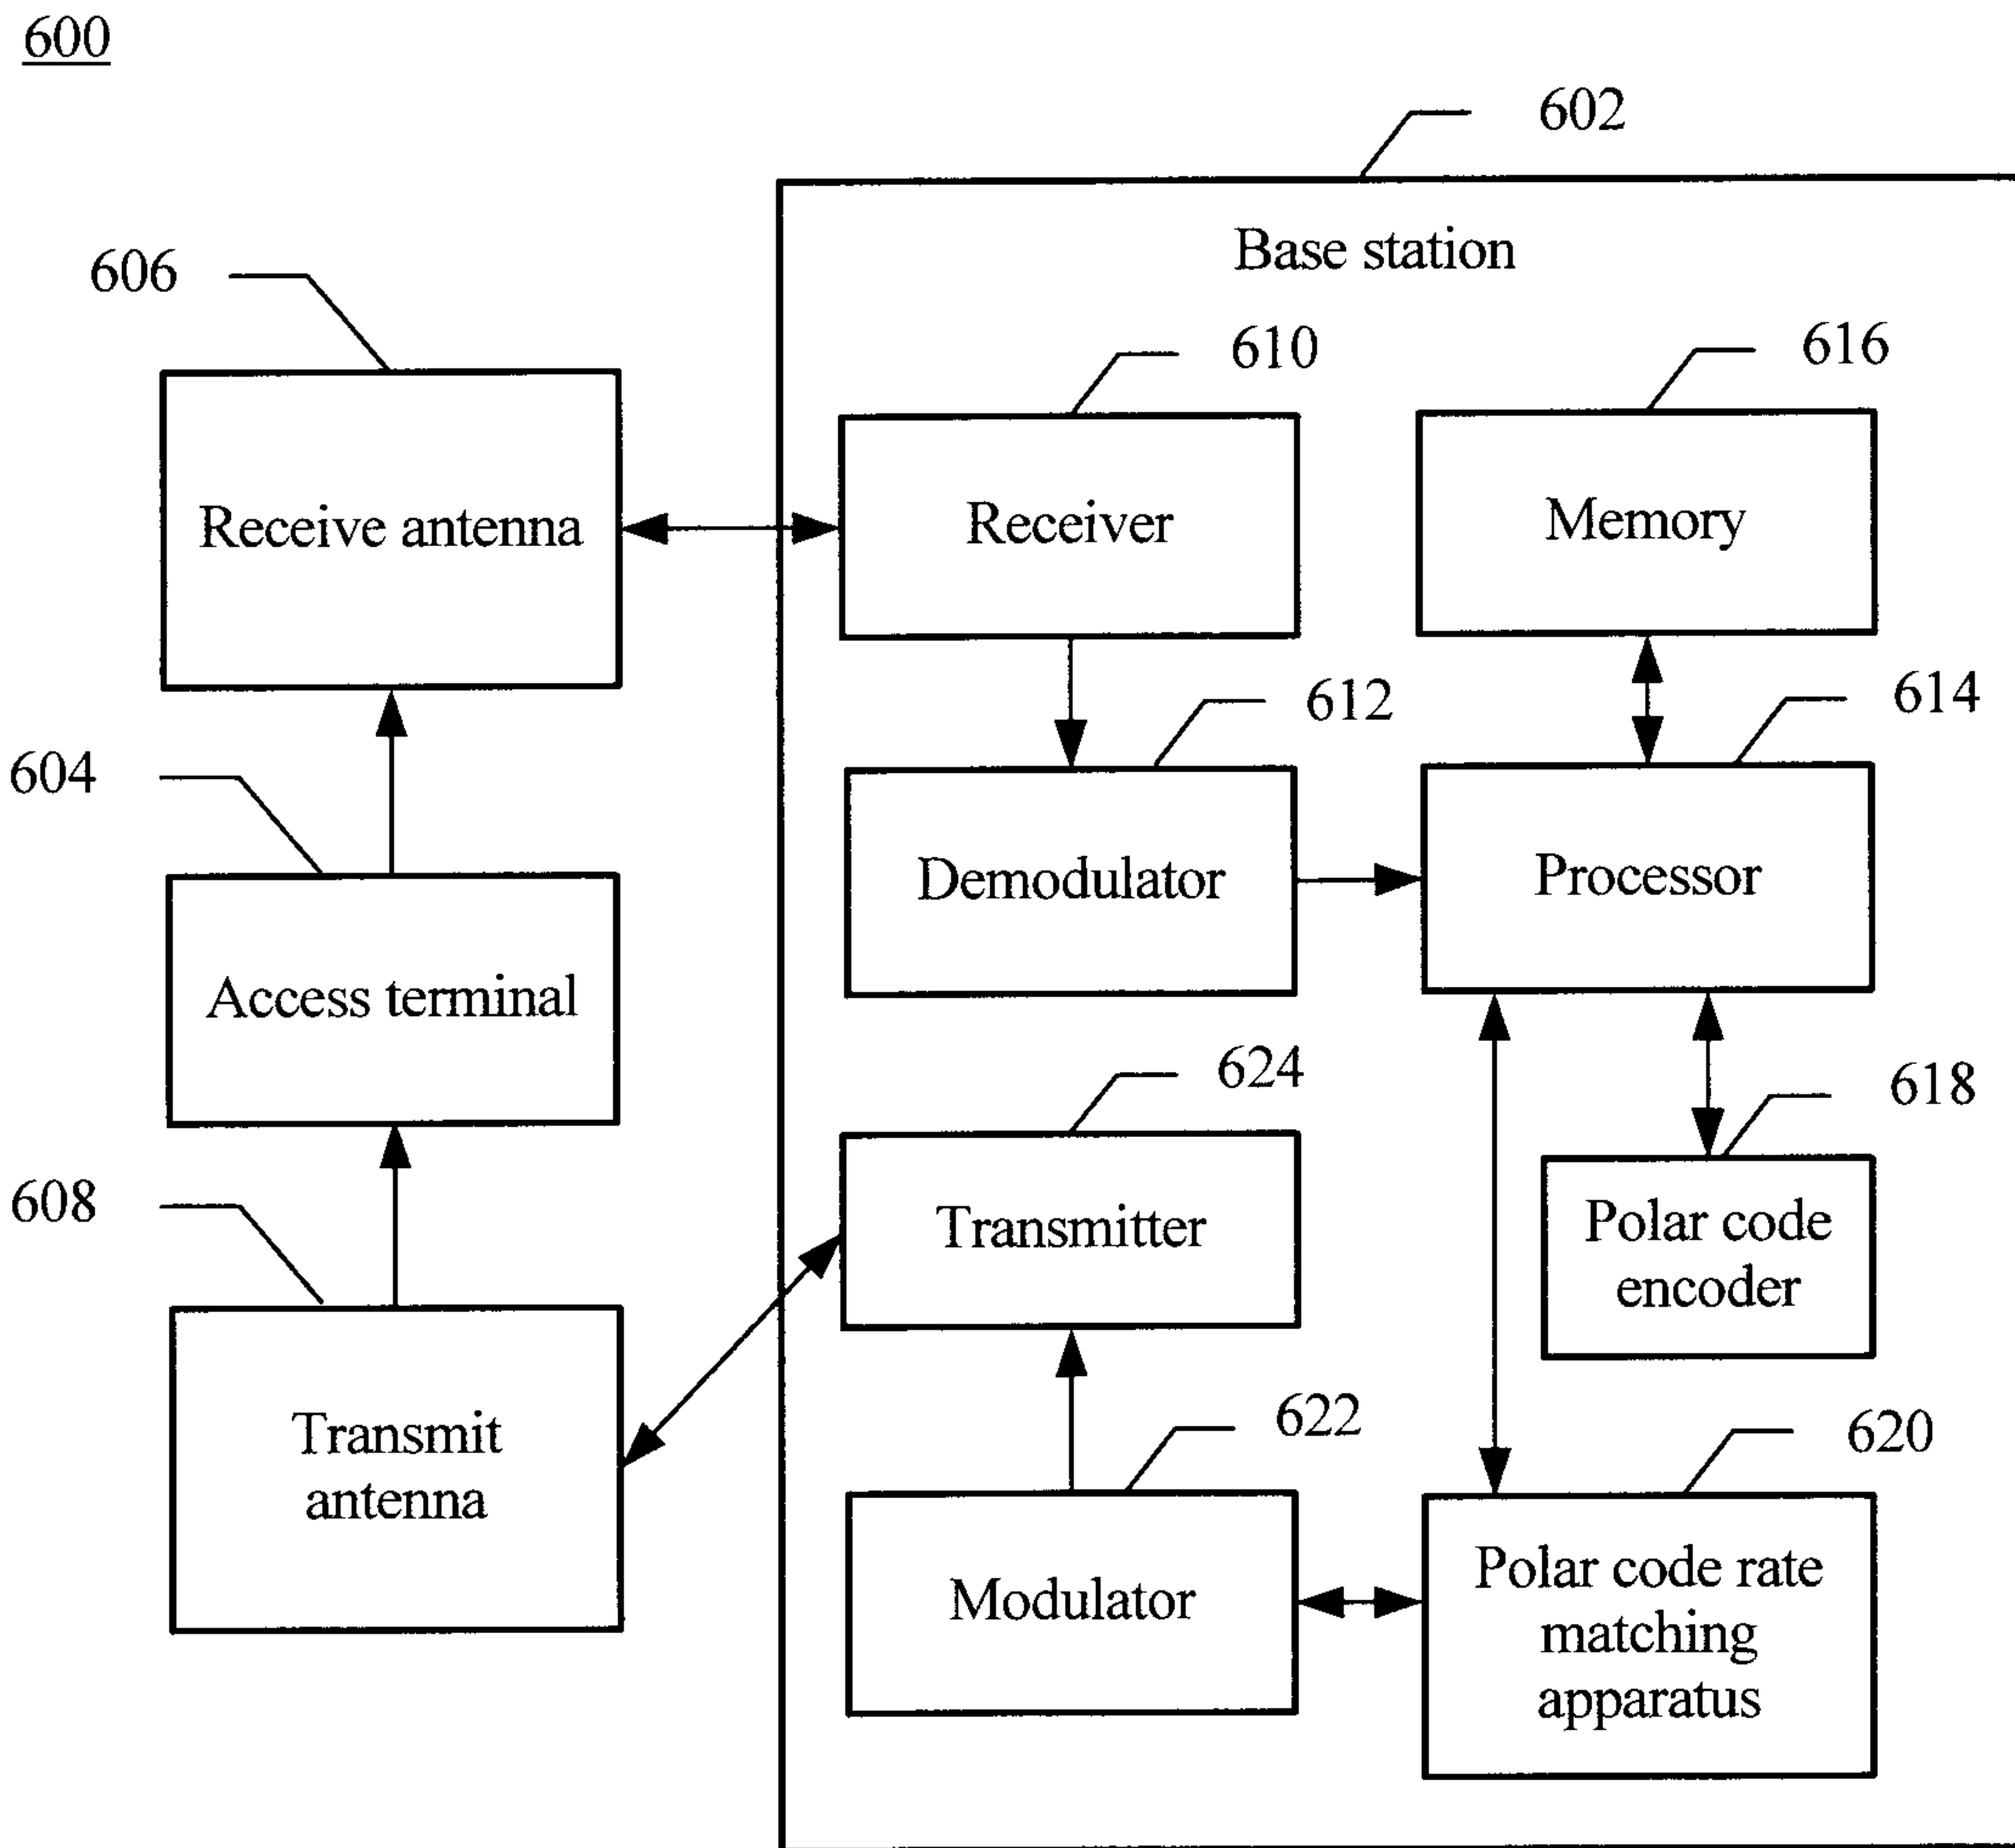 600
602
Base station
606
610
616
Receive antenna
Receiver
Memory
612
614
604
Demodulator
Processor
Access terminal
624
618
608
Transmitter
Polar code
encoder
Transmit
antenna
622
620
Modulator
Polar code rate
matching
apparatus